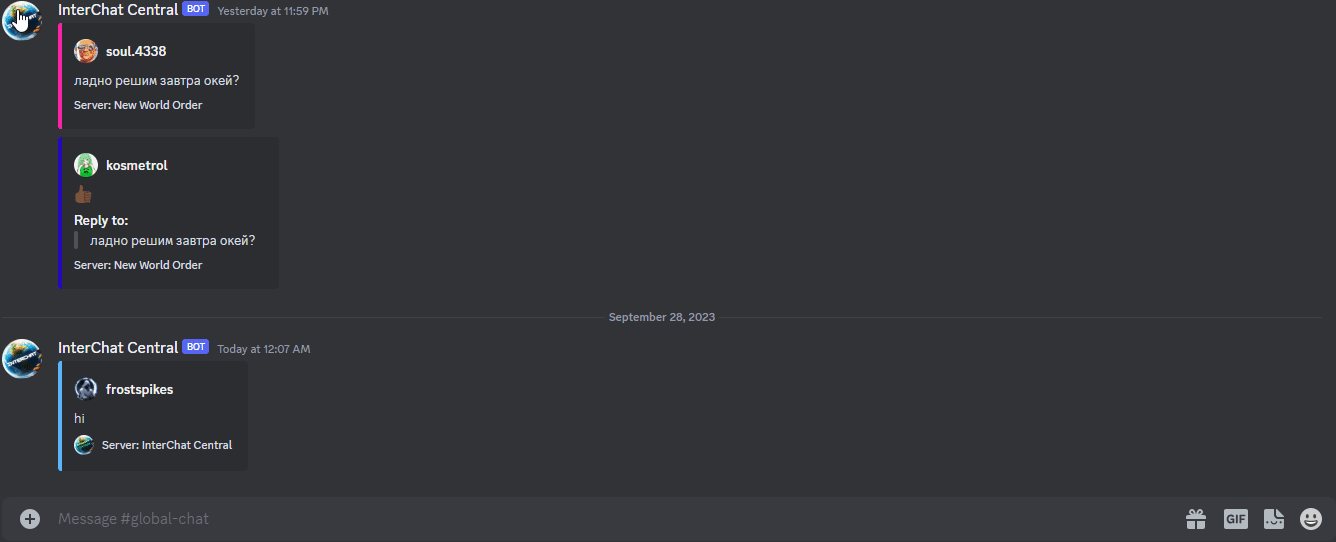 InterChat Central BOT Yesterday at 11:59 PM
soul.4338
ладно решим завтра окей?
Server: New World Order
kosmetrol
Reply to:
ладно решим завтра окей?
Server: New World Order
September 28, 2023
InterChat Central BOT Today at 12:07 AM
frostspikes
hi
Server: InterChat Central
Message #global-chat
GIF